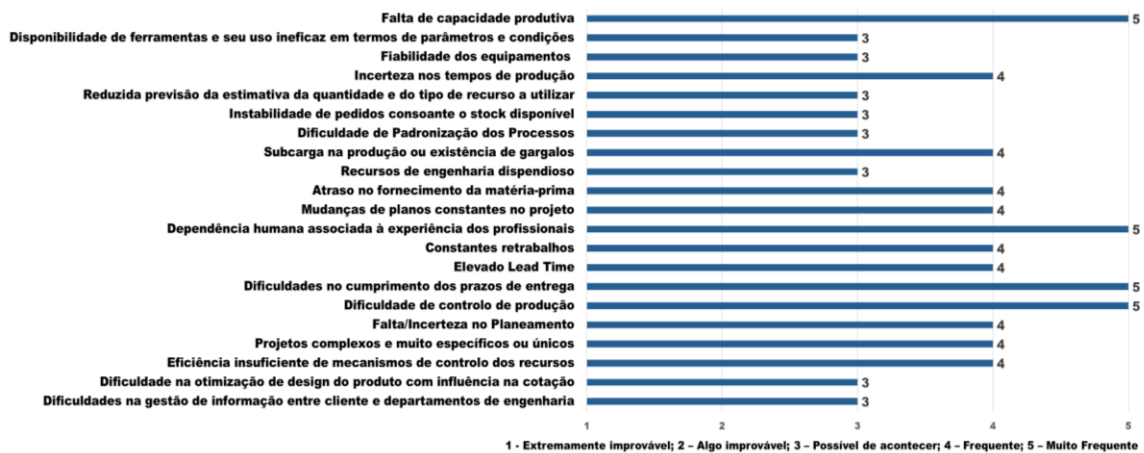 Falta de capacidade produtiva 5
Disponibilidade de ferramentas e seu uso ineficaz em termos de parâmetros e condições 3
Fiabilidade dos equipamentos 3
Incerteza nos tempos de produção 4
Reduzida previsão da estimativa da quantidade e do tipo de recurso a utilizar 3
Instabilidade de pedidos consoante o stock disponível 3
Dificuldade de Padronização dos Processos 3
Subcarga na produção ou existência de gargalos 4
Recursos de engenharia dispendioso 3
Atraso no fornecimento da matéria-prima 4
Mudanças de planos constantes no projeto 4
Dependência humana associada à experiência dos profissionais 5
Constantes retrabalhos 4
Elevado Lead Time 4
Dificuldades no cumprimento dos prazos de entrega 5
Dificuldade de controlo de produção 5
Falta/Incerteza no Planeamento 4
Projetos complexos e muito específicos ou únicos 4
Eficiência insuficiente de mecanismos de controlo dos recursos 4
Dificuldade na otimização de design do produto com influência na cotação 3
Dificuldades na gestão de informação entre cliente e departamentos de engenharia 3
1 2 3 4 5
1 - Extremamente improvável; 2 – Algo improvável; 3 – Possível de acontecer; 4 – Frequente; 5 – Muito Frequente